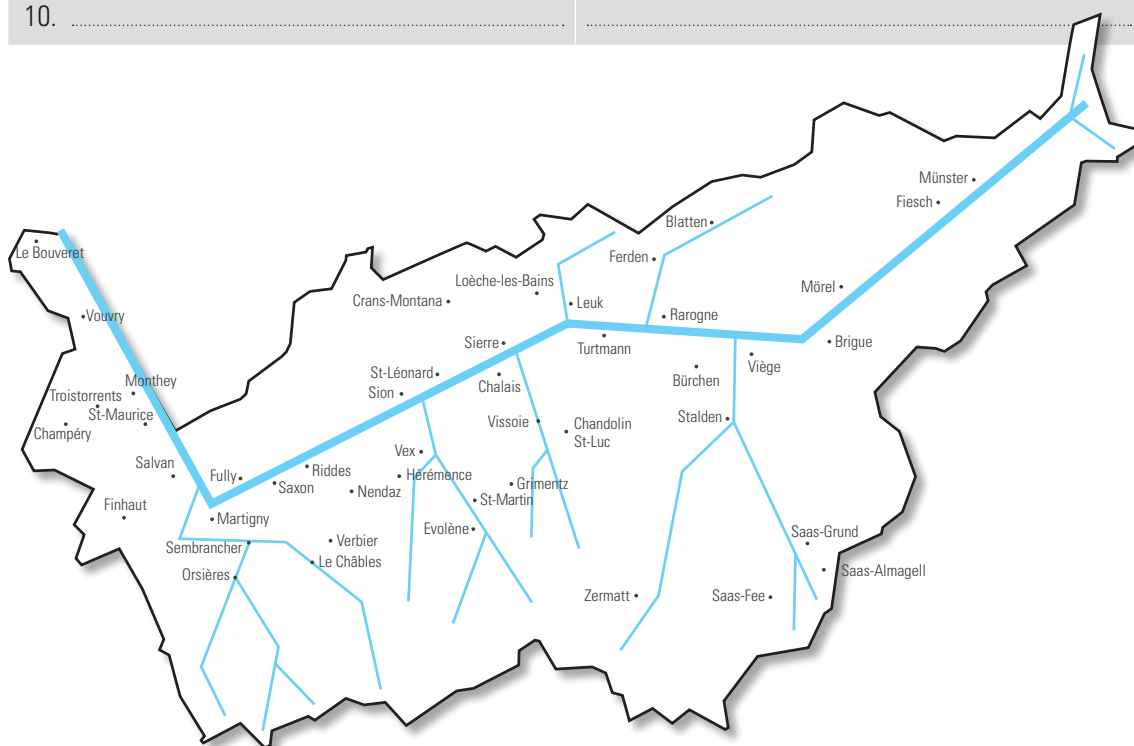 10.
Münster
Fiesch
Blatten
Le Bouveret
Ferden
Loèche-les-Bains
Mörel
Crans-Montana
Leuk
Vouvry
Rarogne
Sierre
Turtmann
Brigue
Viège
St-Léonard
Chalais
Bürchen
Monthey
Sion
Troistorrents
St-Maurice
Champéry
Vissoie
Chandolin
St-Luc
Stalden
Vex
Salvan
Fully
Riddes
Hérémence
Saxon
Nendaz
Grimentz
St-Martin
Finhaut
Martigny
Evolène
Saas-Grund
Sembrancher
Verbier
Le Châbles
Saas-Almagell
Orsières
Zermatt
Saas-Fee